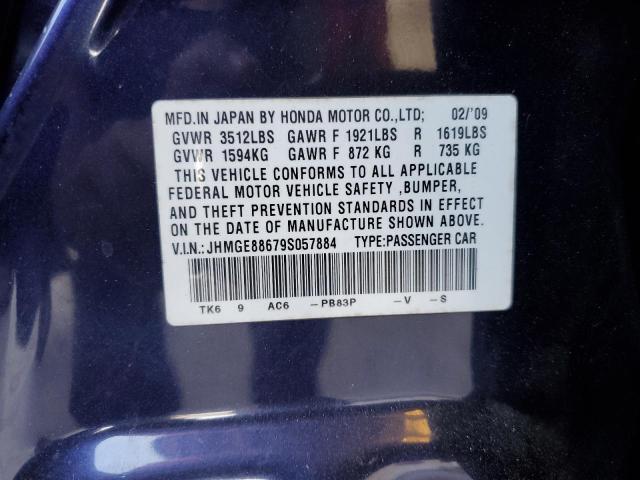 MFD.IN JAPAN BY HONDA MOTOR CO.,LTD; 02/'09
GVWR 3512LBS GAWR F 1921LBS R 1619LBS
GVWR 1594KG GAWR F 872 KG R 735 KG
THIS VEHICLE CONFORMS TO ALL APPLICABLE
FEDERAL MOTOR VEHICLE SAFETY ,BUMPER,
AND THEFT PREVENTION STANDARDS IN EFFECT
ON THE DATE OF MANUFACTURE SHOWN ABOVE.
V.I.N.:JHMGE88679S057884 TYPE:PASSENGER CAR
TK6 9 AC6 -PB83P -V -S